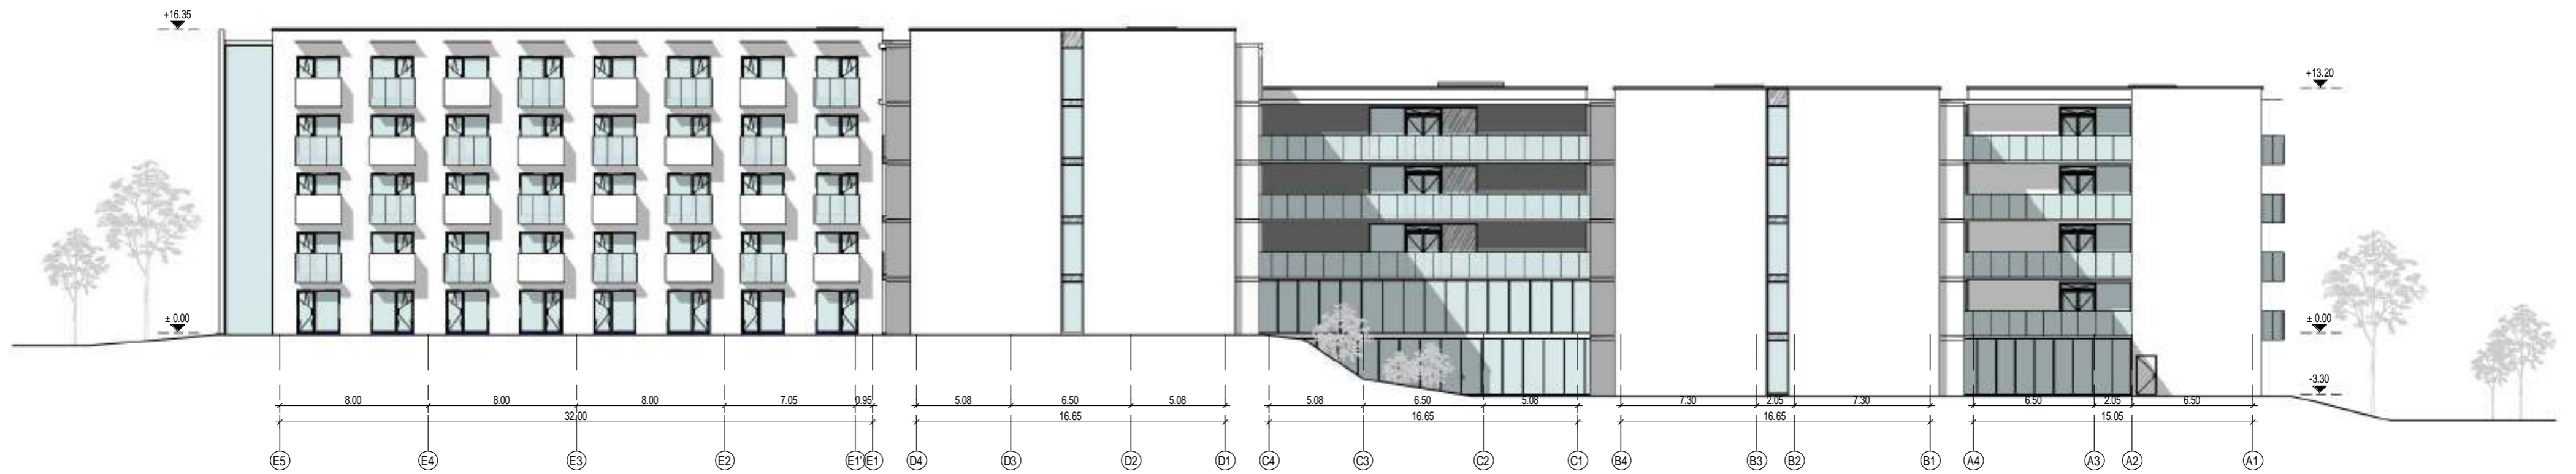 +16.35
+13.20
± 0.00
± 0.00
-3.30
8.00 8.00 8.00 7.05 0.95 5.08 6.50 5.08 5.08 6.50 5.08 7.30 2.05 7.30 6.50 2.05 6.50
32.00 16.65 16.65 16.65 15.05
E5 E4 E3 E2 E1' E1 D4 D3 D2 D1 C4 C3 C2 C1 B4 B3 B2 B1 A4 A3 A2 A1